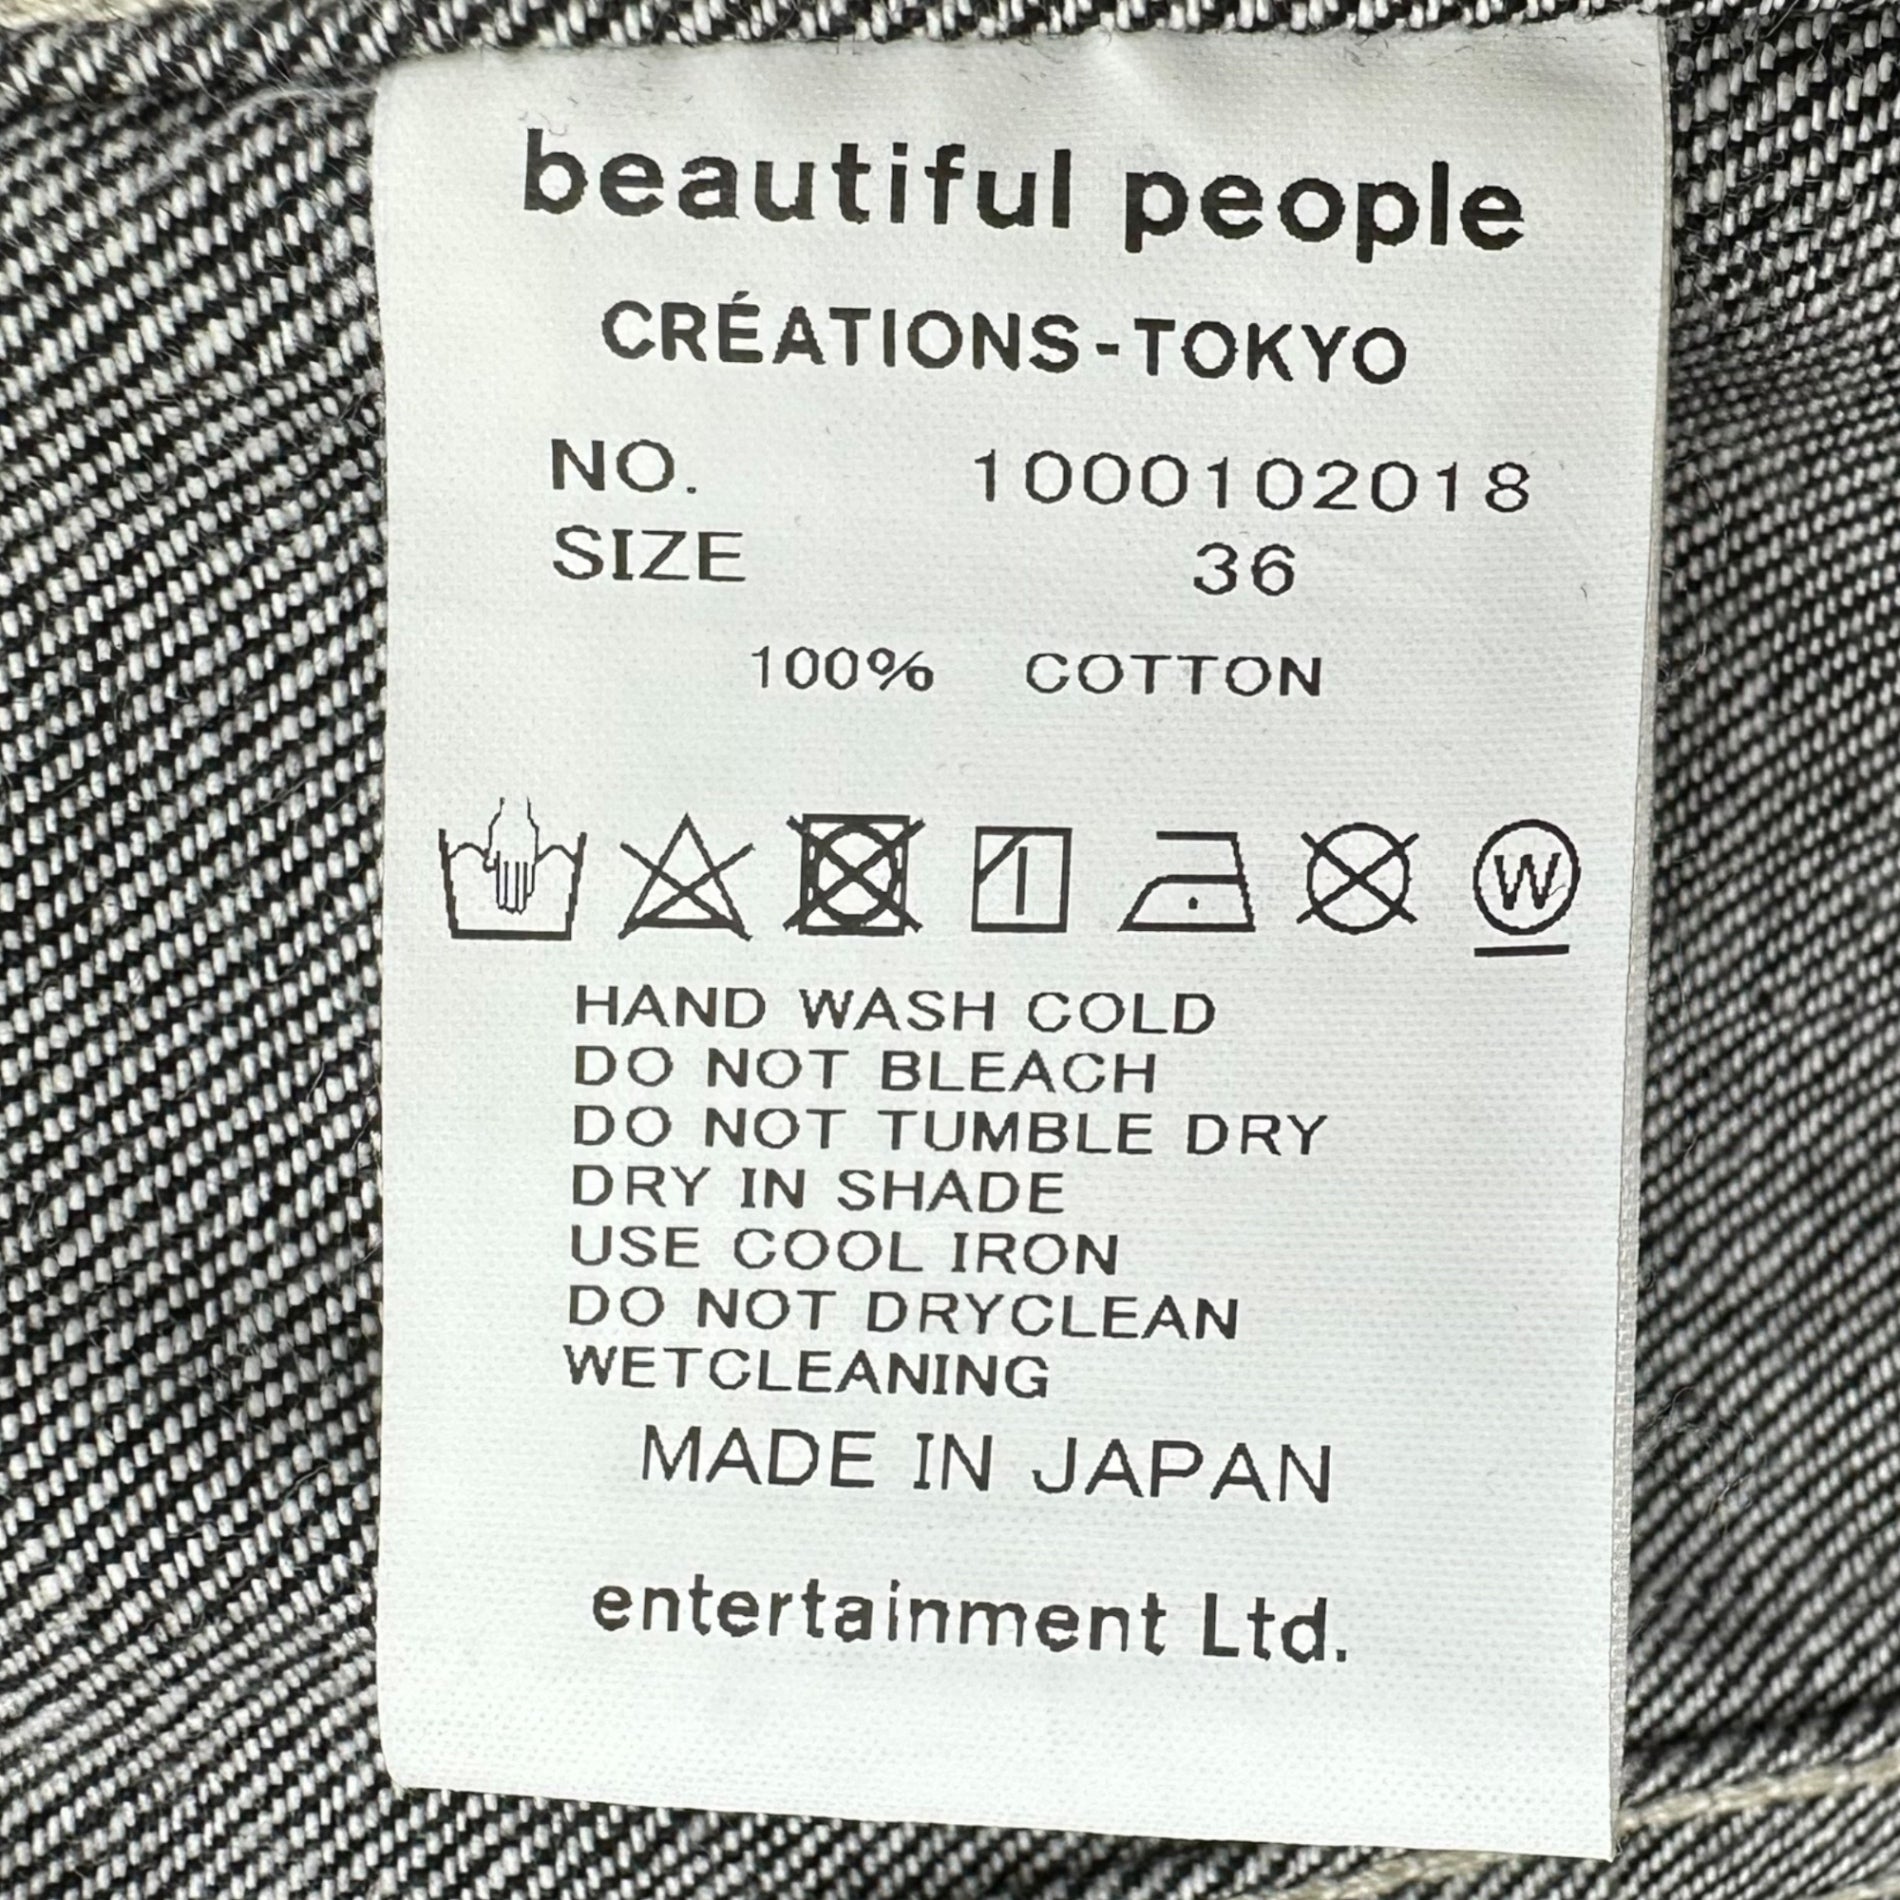 beautiful people
CRÉATIONS-TOKYO
NO. 1000102018
SIZE 36
100% COTTON
W
HAND WASH COLD
DO NOT BLEACH
DO NOT TUMBLE DRY
DRY IN SHADE
USE COOL IRON
DO NOT DRYCLEAN
WETCLEANING
MADE IN JAPAN
entertainment Ltd.